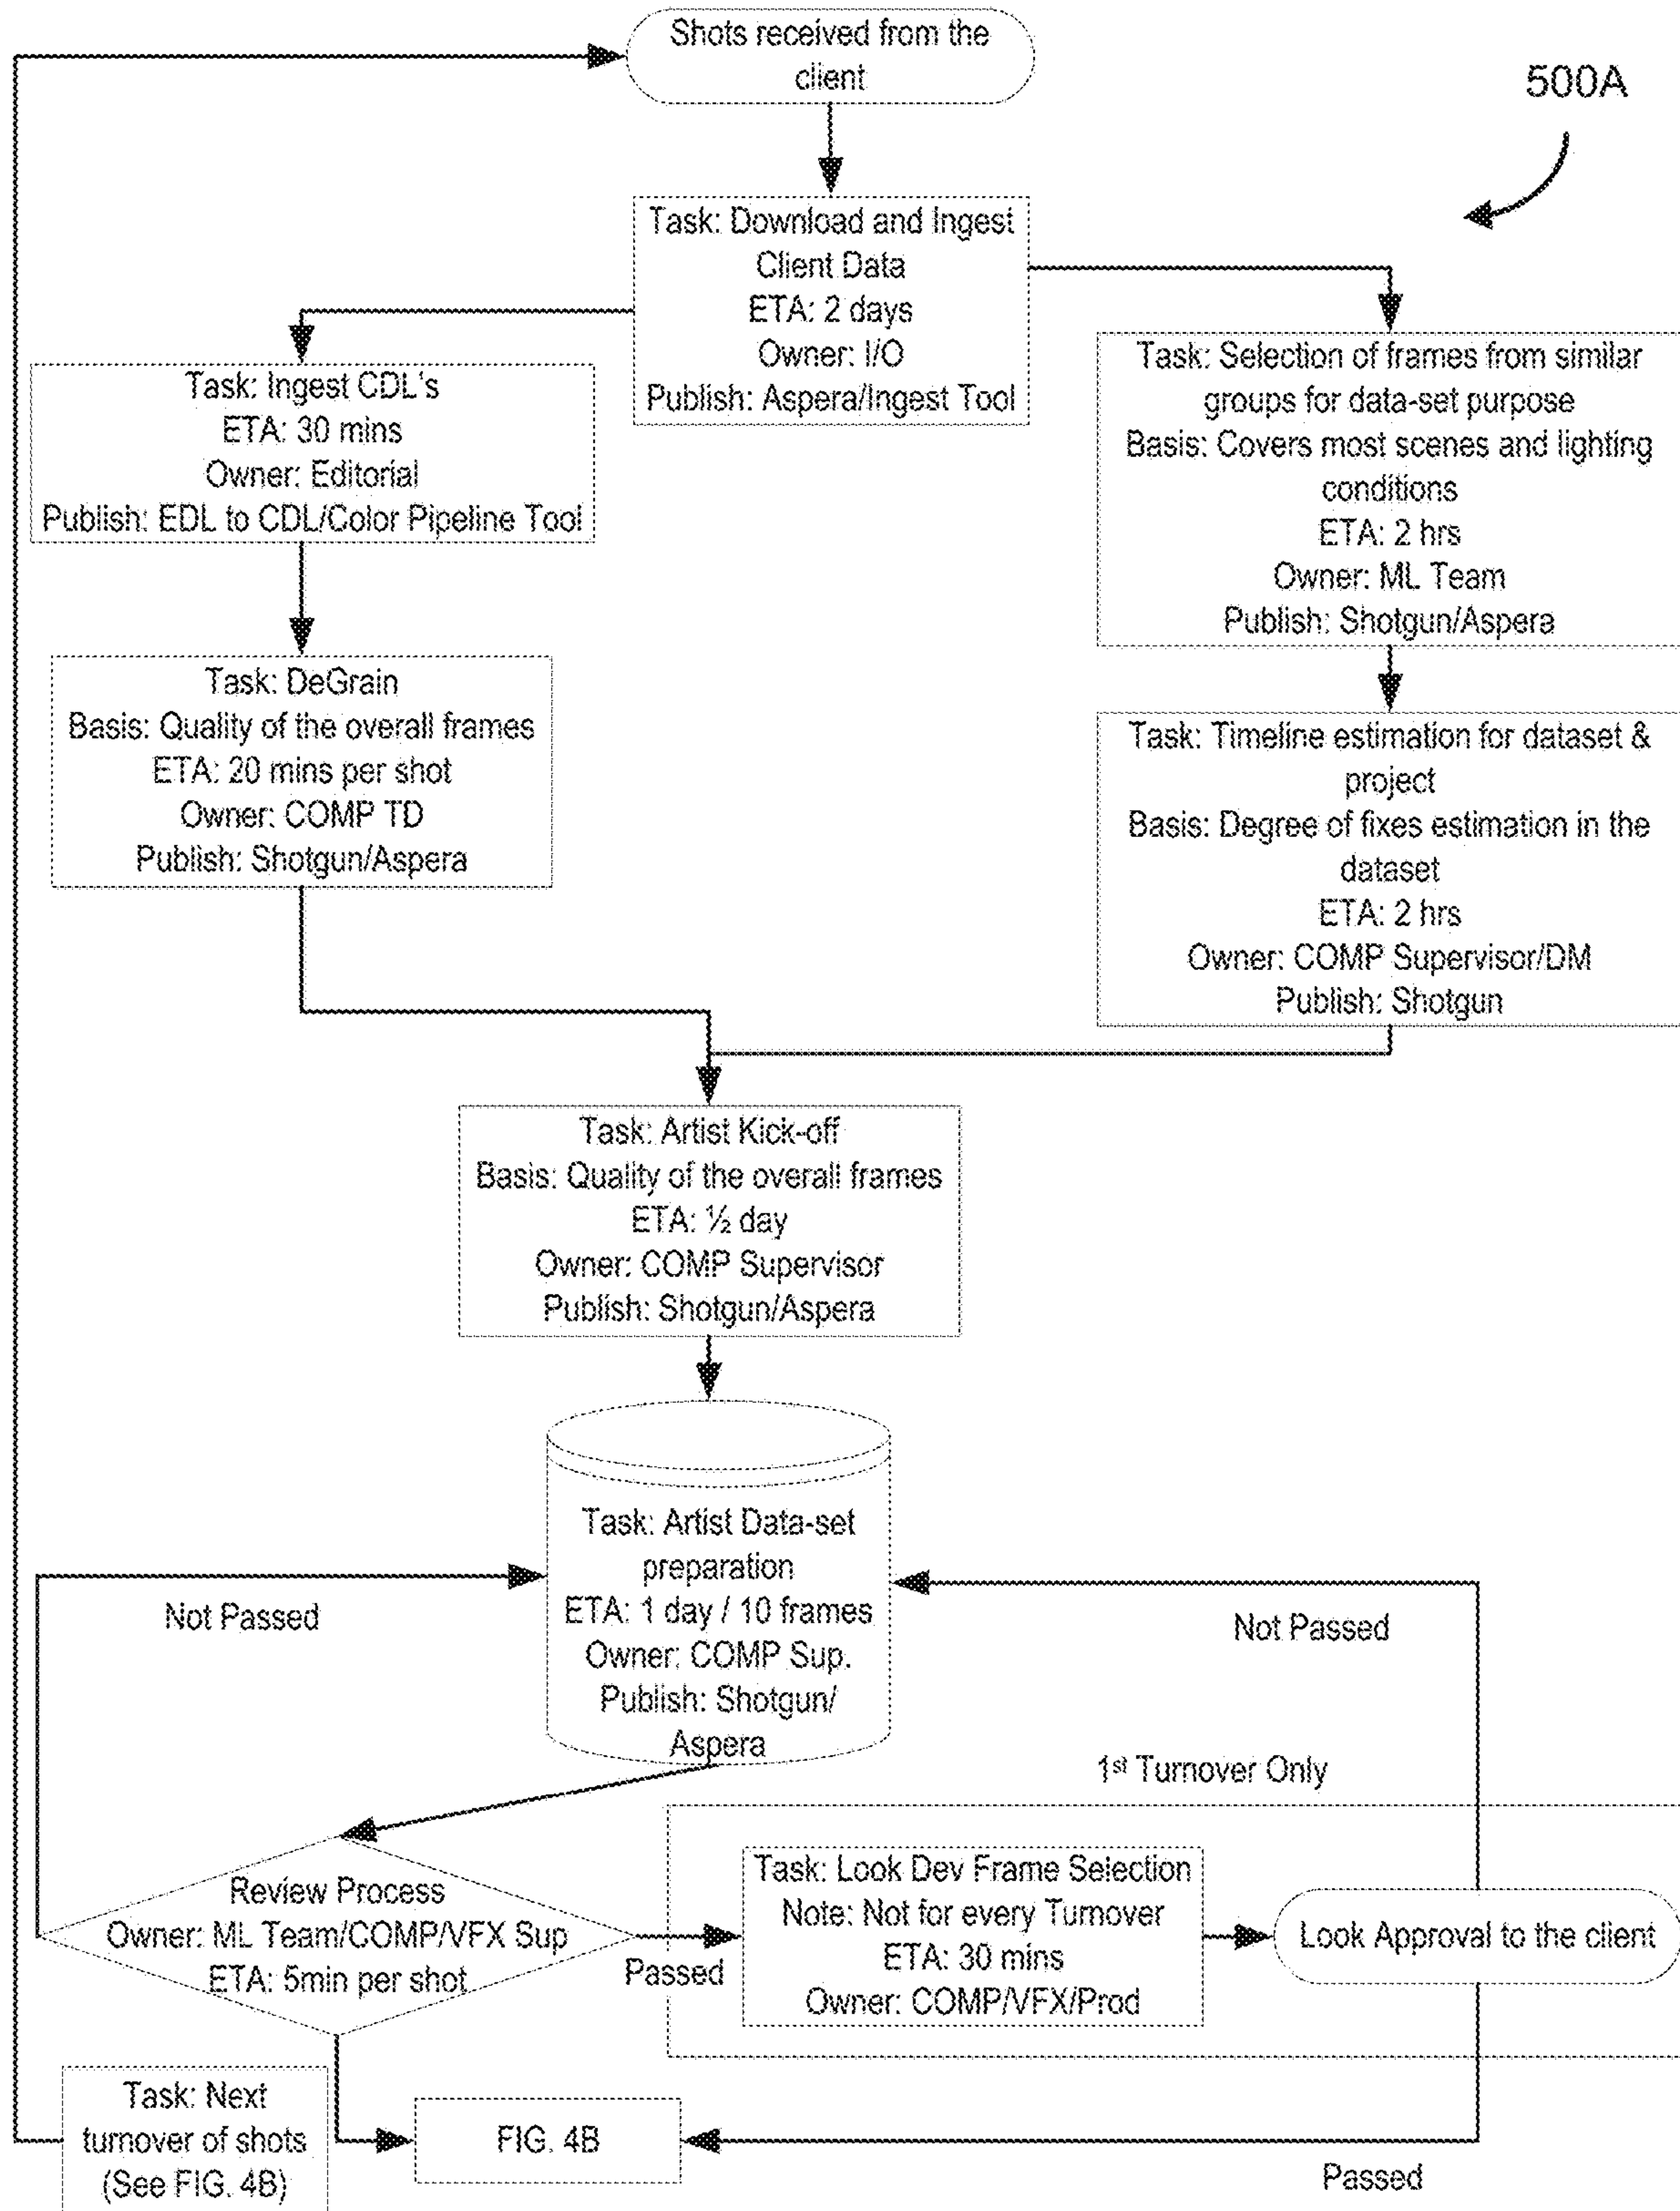 Shots received from the
client
500A
Task: Download and Ingest
Client Data
ETA: 2 days
Owner: I/O
Publish: Aspera/Ingest Tool
Task: Ingest CDL's
ETA: 30 mins
Owner: Editorial
Publish: EDL to CDL/Color Pipeline Tool
Task: Selection of frames from similar
groups for data-set purpose
Basis: Covers most scenes and lighting
conditions
ETA: 2 hrs
Owner: ML Team
Publish: Shotgun/Aspera
Task: DeGrain
Basis: Quality of the overall frames
ETA: 20 mins per shot
Owner: COMP TD
Publish: Shotgun/Aspera
Task: Timeline estimation for dataset &
project
Basis: Degree of fixes estimation in the
dataset
ETA: 2 hrs
Owner: COMP Supervisor/DM
Publish: Shotgun
Task: Artist Kick-off
Basis: Quality of the overall frames
ETA: ½ day
Owner: COMP Supervisor
Publish: Shotgun/Aspera
Task: Artist Data-set
preparation
ETA: 1 day / 10 frames
Owner: COMP Sup.
Publish: Shotgun/
Aspera
Not Passed
Not Passed
1st Turnover Only
Review Process
Owner: ML Team/COMP/VFX Sup
ETA: 5min per shot
Passed
Task: Look Dev Frame Selection
Note: Not for every Turnover
ETA: 30 mins
Owner: COMP/VFX/Prod
Look Approval to the client
Task: Next
turnover of shots
(See FIG. 4B)
FIG. 4B
Passed